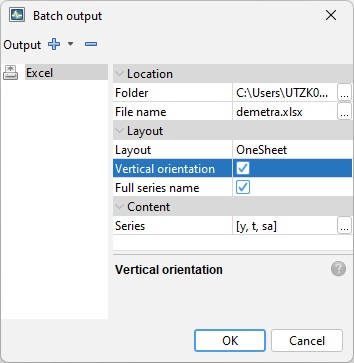 Batch output
Output
Excel
Location
Folder C:\Users\UTZK0... ...
File name demetra.xlsx ...
Layout
Layout OneSheet
Vertical orientation
Full series name
Content
Series [y, t, sa] ...
Vertical orientation
?
OK Cancel